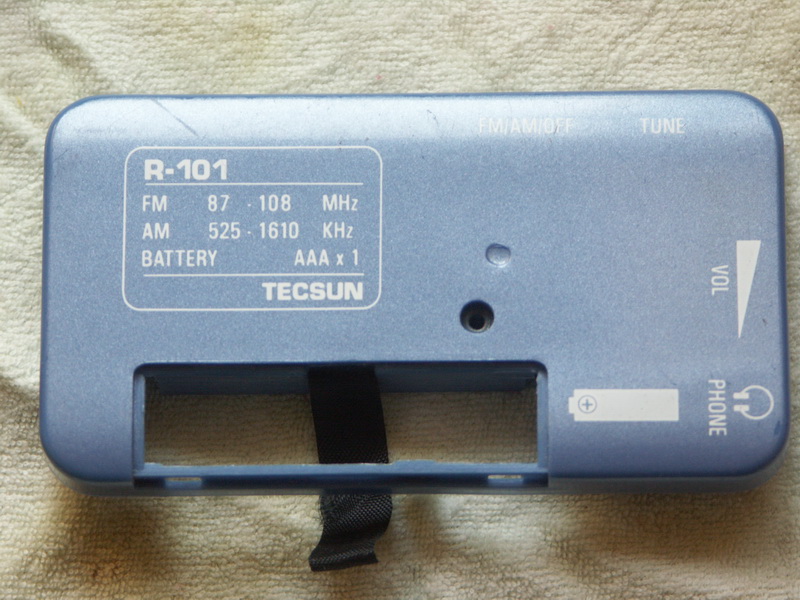 FM/AM/OFF TUNE
R-101
FM 87 - 108 MHz
AM 525 - 1610 KHz
BATTERY AAA x 1
TECSUN
VOL
PHONE